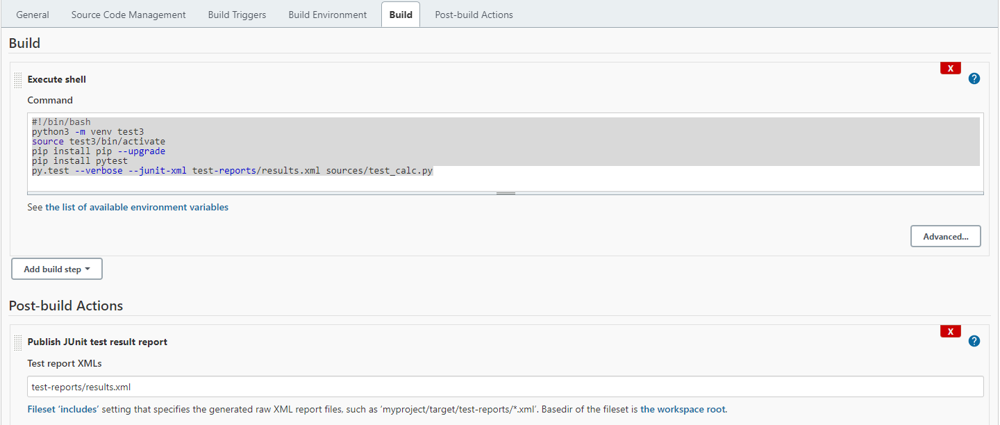 General Source Code Management Build Triggers Build Environment Build Post-build Actions
Build
X
Execute shell
?
Command
#!/bin/bash
python3 -m venv test3
source test3/bin/activate
pip install pip --upgrade
pip install pytest
py.test --verbose --junit-xml test-reports/results.xml sources/test_calc.py
See the list of available environment variables
Advanced...
Add build step
Post-build Actions
X
Publish JUnit test result report
?
Test report XMLs
test-reports/results.xml
Fileset ‘includes’ setting that specifies the generated raw XML report files, such as ‘myproject/target/test-reports/*.xml’. Basedir of the fileset is the workspace root.